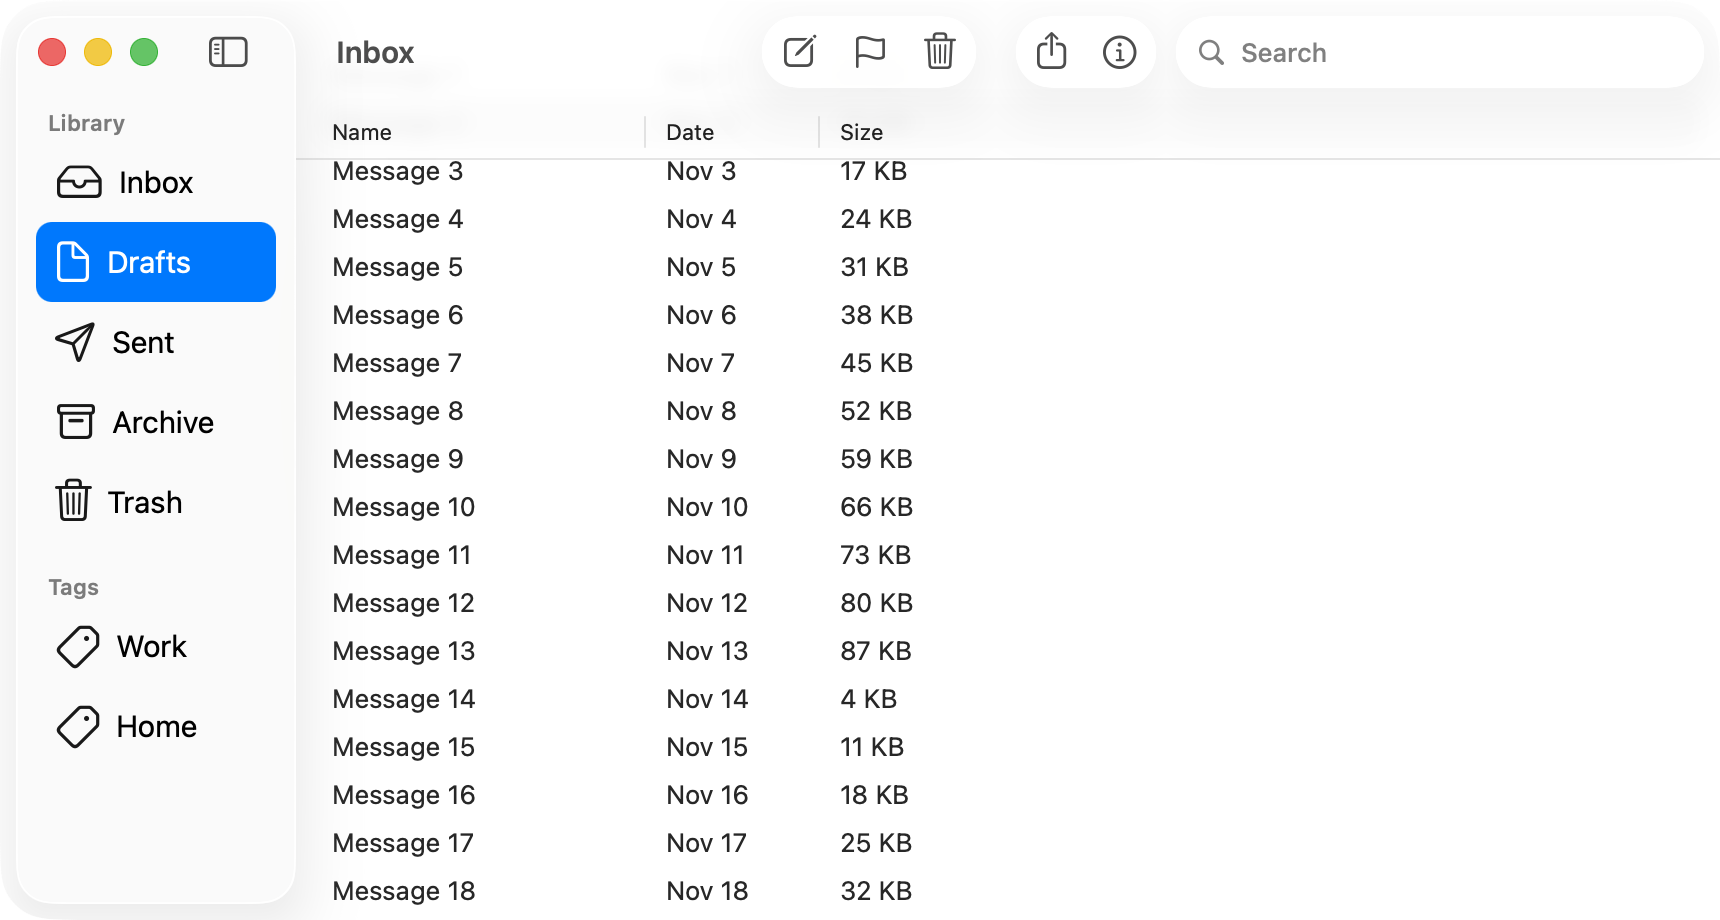 Inbox
Search
Library
Inbox
Drafts
Sent
Archive
Trash
Tags
Work
Home
Name Date Size
Message 3 Nov 3 17 KB
Message 4 Nov 4 24 KB
Message 5 Nov 5 31 KB
Message 6 Nov 6 38 KB
Message 7 Nov 7 45 KB
Message 8 Nov 8 52 KB
Message 9 Nov 9 59 KB
Message 10 Nov 10 66 KB
Message 11 Nov 11 73 KB
Message 12 Nov 12 80 KB
Message 13 Nov 13 87 KB
Message 14 Nov 14 4 KB
Message 15 Nov 15 11 KB
Message 16 Nov 16 18 KB
Message 17 Nov 17 25 KB
Message 18 Nov 18 32 KB